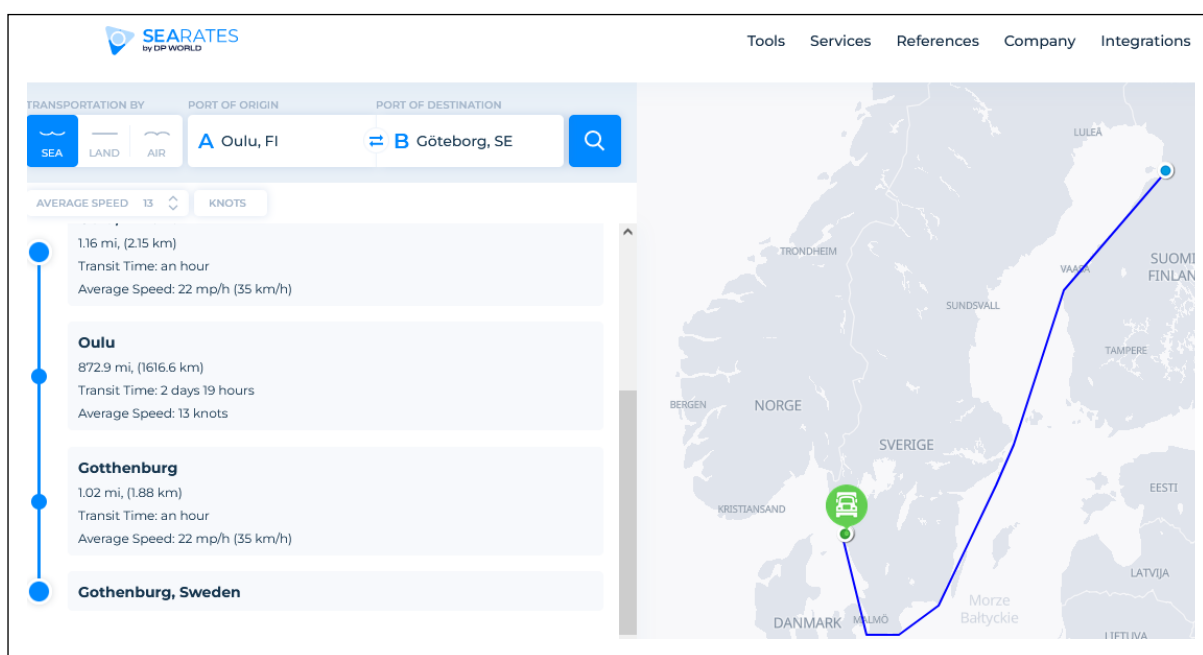 SEARATES
by DP WORLD
Tools Services References Company Integrations
TRANSPORTATION BY PORT OF ORIGIN PORT OF DESTINATION
SEA LAND AIR A Oulu, FI B Göteborg, SE
AVERAGE SPEED 13 KNOTS
1.16 mi, (2.15 km)
Transit Time: an hour
Average Speed: 22 mp/h (35 km/h)
Oulu
872.9 mi, (1616.6 km)
Transit Time: 2 days 19 hours
Average Speed: 13 knots
Gotthenburg
1.02 mi, (1.88 km)
Transit Time: an hour
Average Speed: 22 mp/h (35 km/h)
Gothenburg, Sweden
LULEÅ
TRONDHEIM
VAASA
SUOMI
FINLAN
SUNDSVALL
TAMPERE
BERGEN
NORGE
SVERIGE
EESTI
KRISTIANSAND
LATVIJA
Morze
Bałtyckie
DANMARK
MALMÖ
LIETUVA